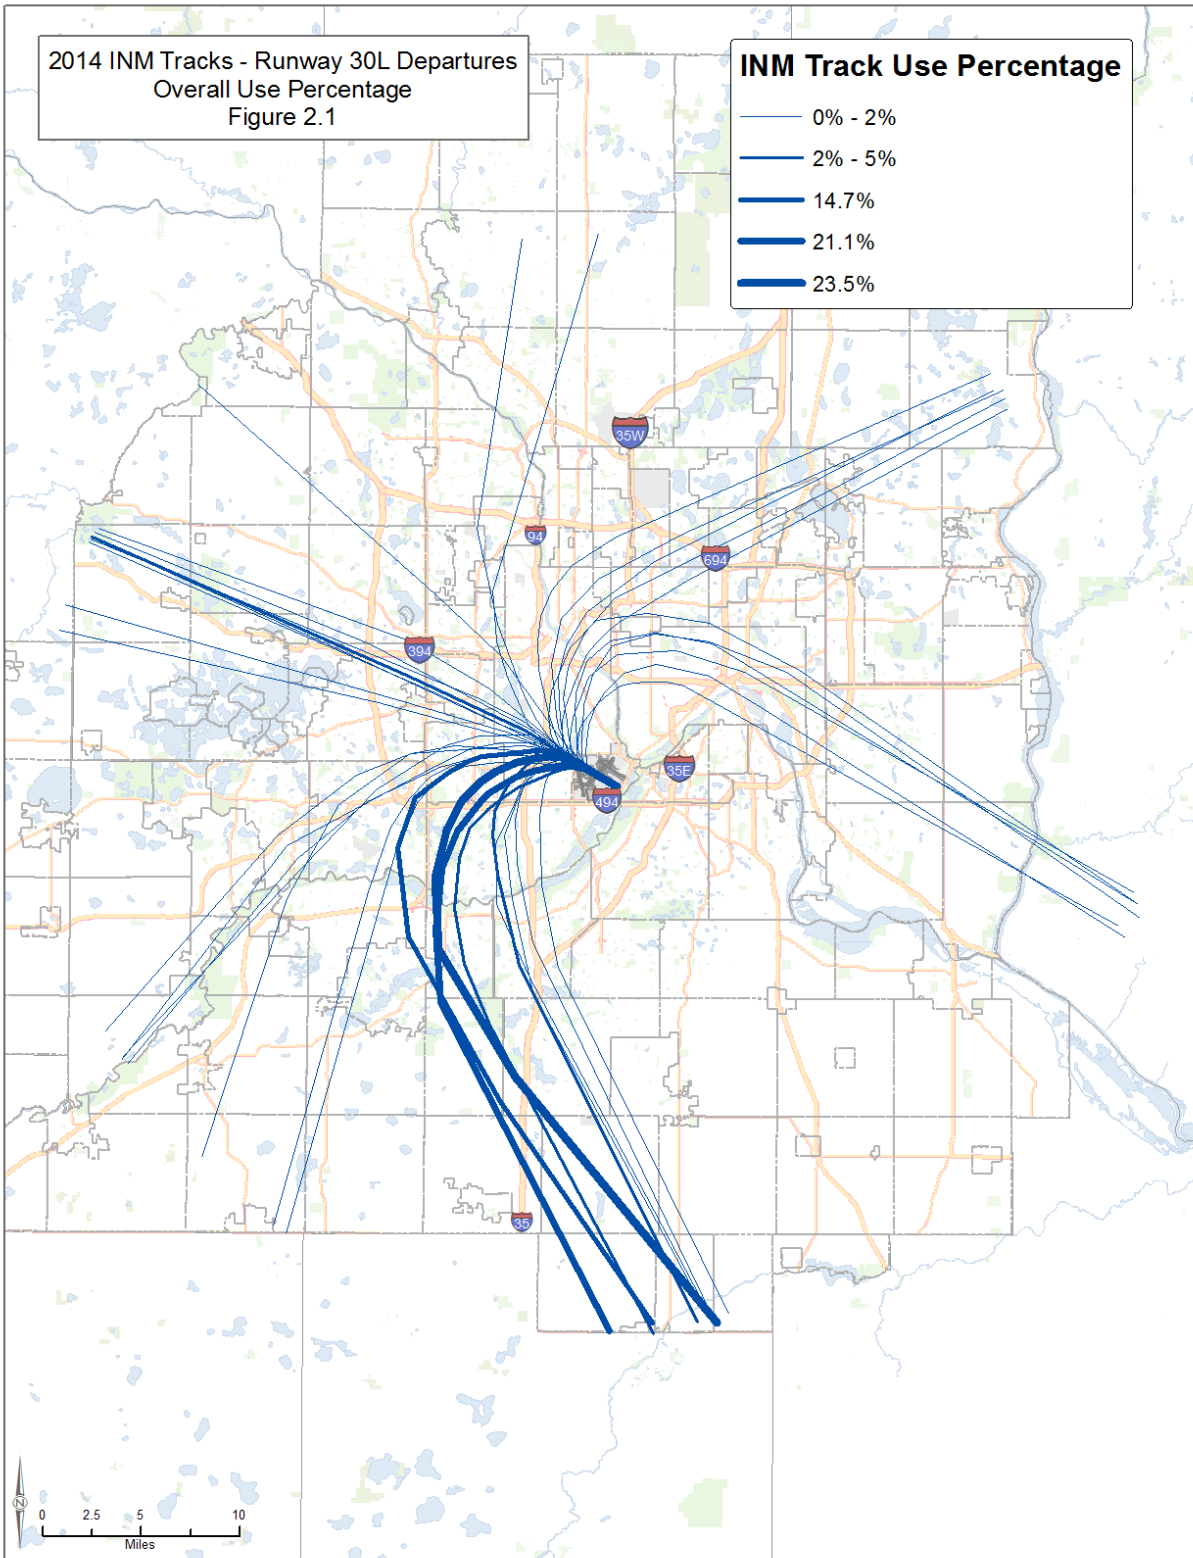 2014 INM Tracks - Runway 30L Departures
Overall Use Percentage
Figure 2.1
INM Track Use Percentage
0% - 2%
2% - 5%
14.7%
21.1%
23.5%
35W
94
694
394
35E
494
35
N
0 2.5 5 10
Miles